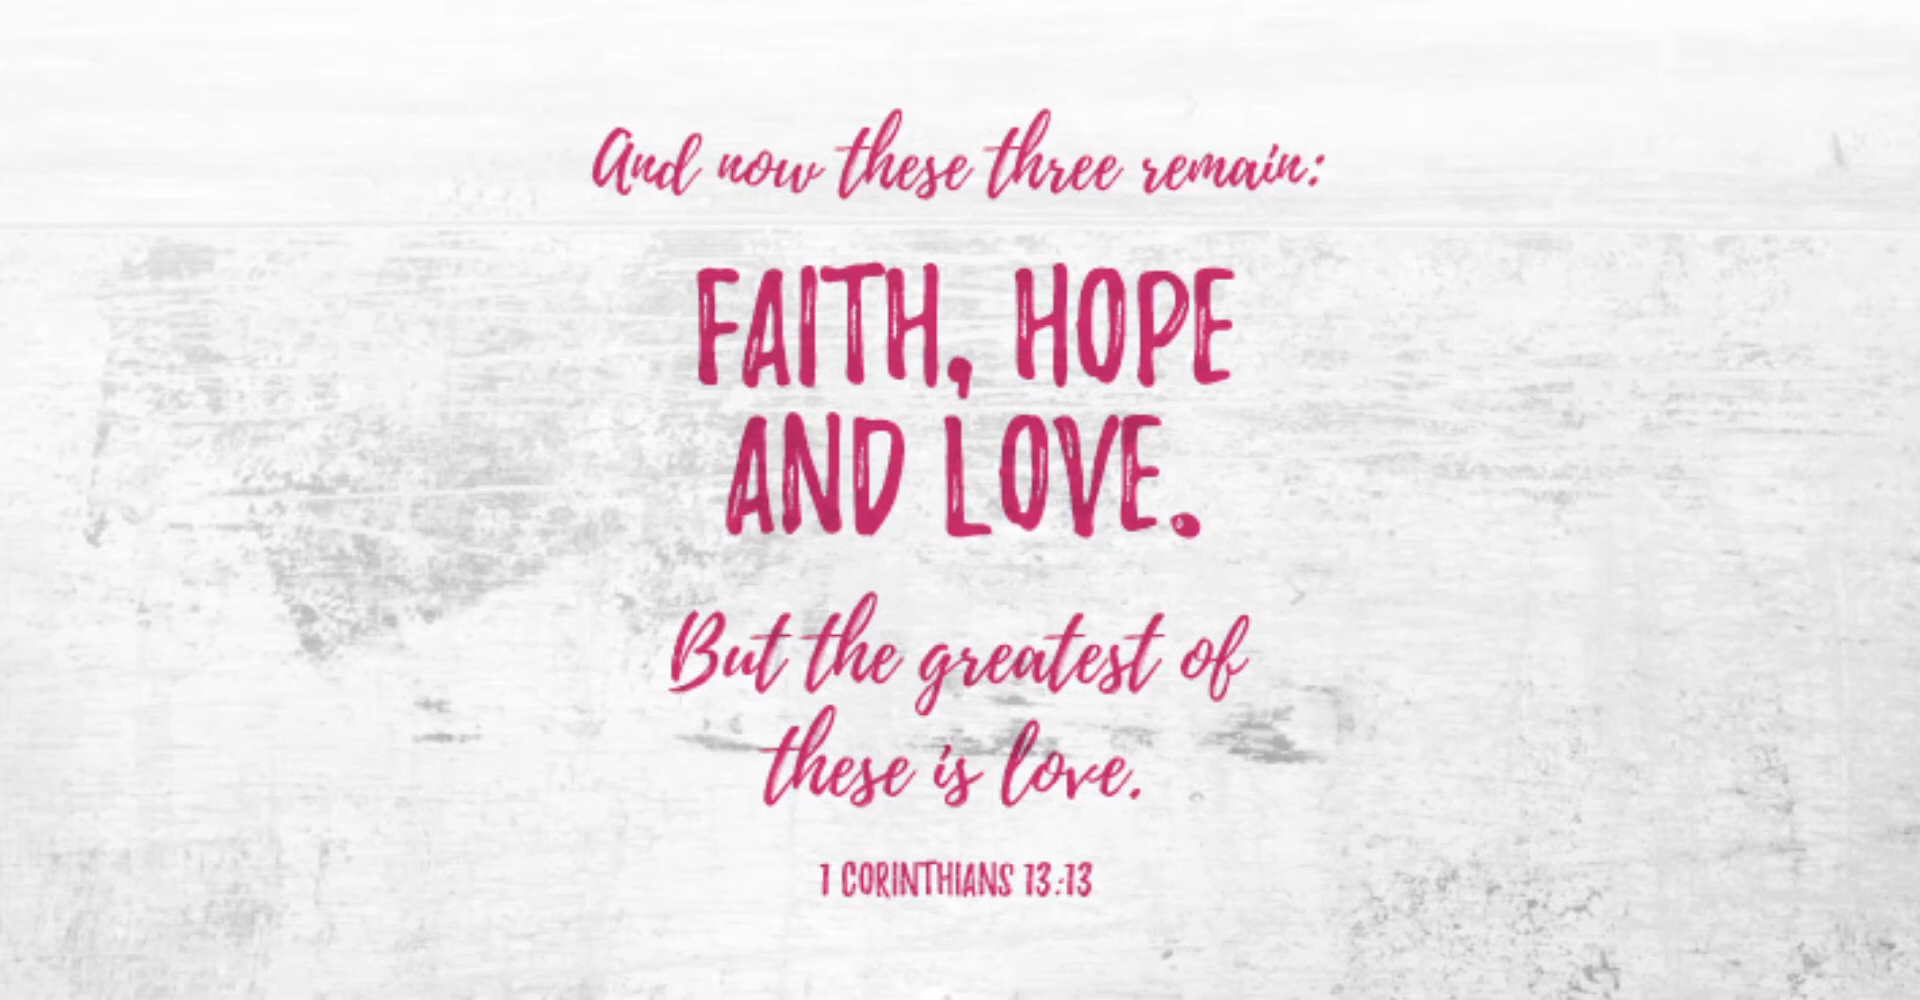 And now these three remain:
FAITH, HOPE
AND LOVE.
But the greatest of
these is love.
1 CORINTHIANS 13:13